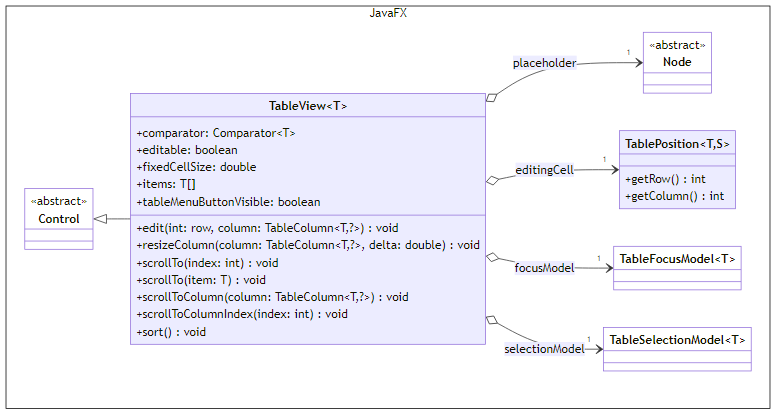 JavaFX
«abstract»
Node
placeholder
1
TableView<T>
+comparator: Comparator<T>
+editable: boolean
+fixedCellSize: double
+items: T[]
+tableMenuButtonVisible: boolean
+edit(int: row, column: TableColumn<T,?>) : void
+resizeColumn(column: TableColumn<T,?>, delta: double) : void
+scrollTo(index: int) : void
+scrollTo(item: T) : void
+scrollToColumn(column: TableColumn<T,?>) : void
+scrollToColumnIndex(index: int) : void
+sort() : void
«abstract»
Control
editingCell
1
TablePosition<T,S>
+getRow() : int
+getColumn() : int
focusModel
1
TableFocusModel<T>
selectionModel
1
TableSelectionModel<T>